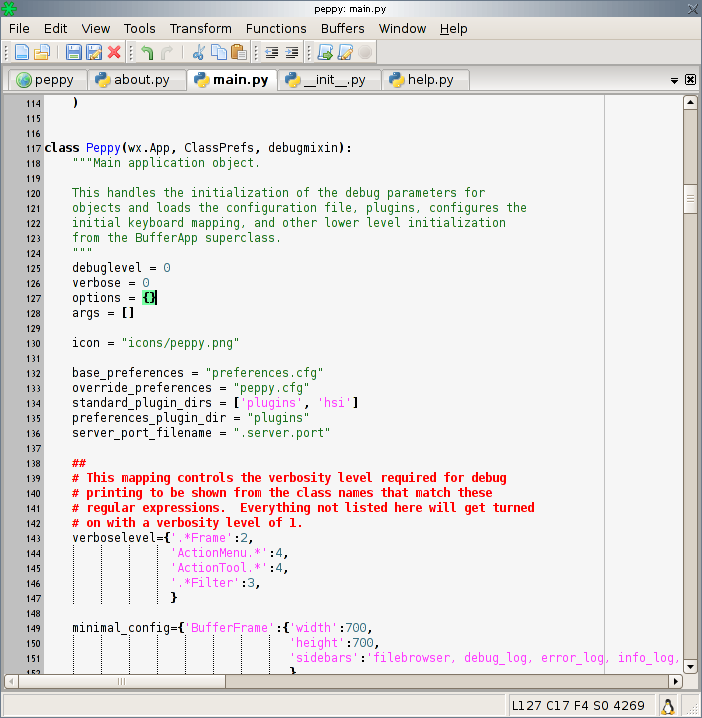 peppy: main.py
File Edit View Tools Transform Functions Buffers Window Help
peppy about.py main.py __init__.py help.py
114 )
115
116
117 class Peppy(wx.App, ClassPrefs, debugmixin):
118 """Main application object.
119
120 This handles the initialization of the debug parameters for
121 objects and loads the configuration file, plugins, configures the
122 initial keyboard mapping, and other lower level initialization
123 from the BufferApp superclass.
124 """
125 debuglevel = 0
126 verbose = 0
127 options = {}
128 args = []
129
130 icon = "icons/peppy.png"
131
132 base_preferences = "preferences.cfg"
133 override_preferences = "peppy.cfg"
134 standard_plugin_dirs = ['plugins', 'hsi']
135 preferences_plugin_dir = "plugins"
136 server_port_filename = ".server.port"
137
138 ##
139 # This mapping controls the verbosity level required for debug
140 # printing to be shown from the class names that match these
141 # regular expressions.  Everything not listed here will get turned
142 # on with a verbosity level of 1.
143 verboselevel={'.*Frame':2,
144 'ActionMenu.*':4,
145 'ActionTool.*':4,
146 '.*Filter':3,
147 }
148
149 minimal_config={'BufferFrame':{'width':700,
150 'height':700,
151 'sidebars':'filebrowser, debug_log, error_log, info_log,
152 }
L127 C17 F4 S0 4269